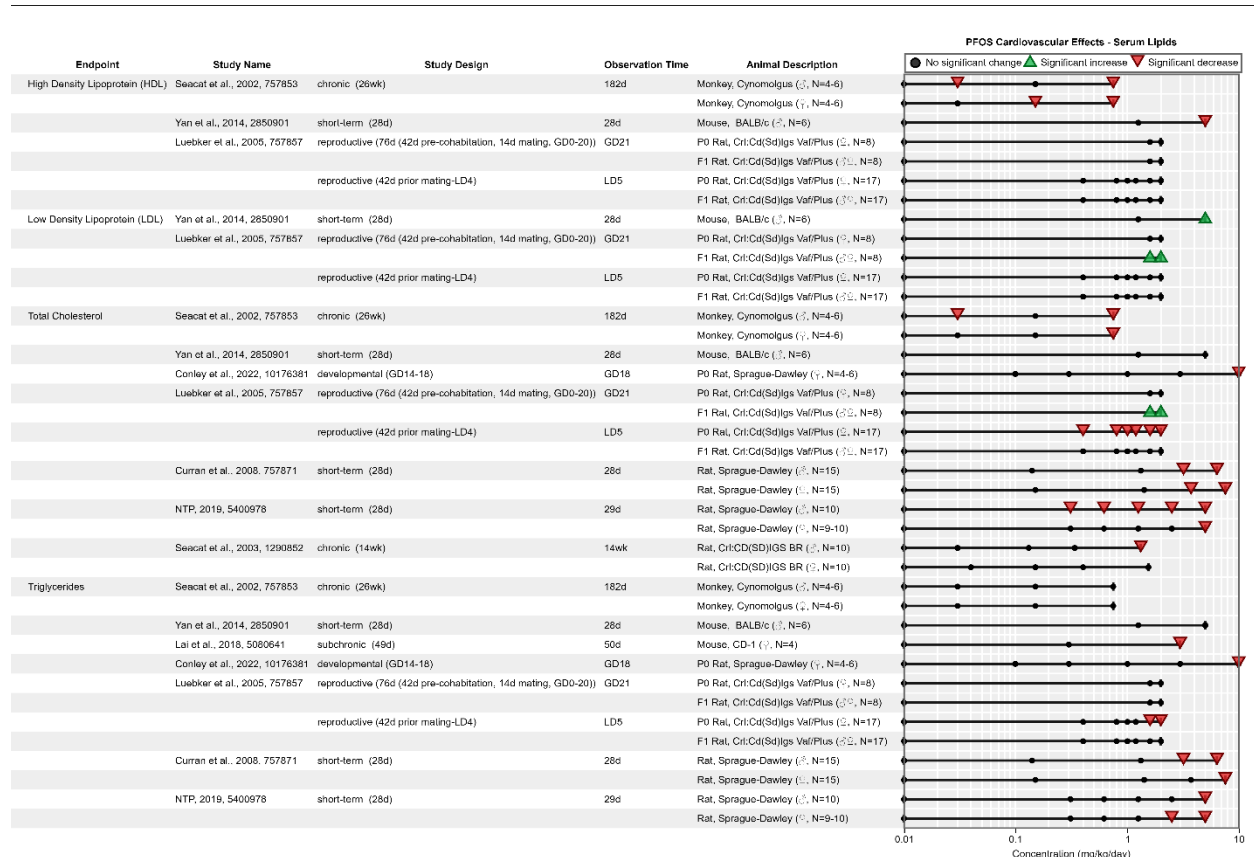 PFOS Cardiovascular Effects - Serum Lipids
Endpoint Study Name Study Design Observation Time Animal Description
No significant change Significant increase Significant decrease
High Density Lipoprotein (HDL) Seacat et al., 2002, 757853 chronic (26wk) 182d Monkey, Cynomolgus (♂, N=4-6)
Monkey, Cynomolgus (♀, N=4-6)
Yan et al., 2014, 2850901 short-term (28d) 28d Mouse, BALB/c (♂, N=6)
Luebker et al., 2005, 757857 reproductive (76d (42d pre-cohabitation, 14d mating, GD0-20)) GD21 P0 Rat, Crl:Cd(Sd)Igs Vaf/Plus (♀, N=8)
F1 Rat, Crl:Cd(Sd)Igs Vaf/Plus (♂♀, N=8)
reproductive (42d prior mating-LD4) LD5 P0 Rat, Crl:Cd(Sd)Igs Vaf/Plus (♀, N=17)
F1 Rat, Crl:Cd(Sd)Igs Vaf/Plus (♂♀, N=17)
Low Density Lipoprotein (LDL) Yan et al., 2014, 2850901 short-term (28d) 28d Mouse, BALB/c (♂, N=6)
Luebker et al., 2005, 757857 reproductive (76d (42d pre-cohabitation, 14d mating, GD0-20)) GD21 P0 Rat, Crl:Cd(Sd)Igs Vaf/Plus (♀, N=8)
F1 Rat, Crl:Cd(Sd)Igs Vaf/Plus (♂♀, N=8)
reproductive (42d prior mating-LD4) LD5 P0 Rat, Crl:Cd(Sd)Igs Vaf/Plus (♀, N=17)
F1 Rat, Crl:Cd(Sd)Igs Vaf/Plus (♂♀, N=17)
Total Cholesterol Seacat et al., 2002, 757853 chronic (26wk) 182d Monkey, Cynomolgus (♂, N=4-6)
Monkey, Cynomolgus (♀, N=4-6)
Yan et al., 2014, 2850901 short-term (28d) 28d Mouse, BALB/c (♂, N=6)
Conley et al., 2022, 10176381 developmental (GD14-18) GD18 P0 Rat, Sprague-Dawley (♀, N=4-6)
Luebker et al., 2005, 757857 reproductive (76d (42d pre-cohabitation, 14d mating, GD0-20)) GD21 P0 Rat, Crl:Cd(Sd)Igs Vaf/Plus (♀, N=8)
F1 Rat, Crl:Cd(Sd)Igs Vaf/Plus (♂♀, N=8)
reproductive (42d prior mating-LD4) LD5 P0 Rat, Crl:Cd(Sd)Igs Vaf/Plus (♀, N=17)
F1 Rat, Crl:Cd(Sd)Igs Vaf/Plus (♂♀, N=17)
Curran et al.. 2008. 757871 short-term (28d) 28d Rat, Sprague-Dawley (♂, N=15)
Rat, Sprague-Dawley (♀, N=15)
NTP, 2019, 5400978 short-term (28d) 29d Rat, Sprague-Dawley (♂, N=10)
Rat, Sprague-Dawley (♀, N=9-10)
Seacat et al., 2003, 1290852 chronic (14wk) 14wk Rat, Crl:CD(SD)IGS BR (♂, N=10)
Rat, Crl:CD(SD)IGS BR (♀, N=10)
Triglycerides Seacat et al., 2002, 757853 chronic (26wk) 182d Monkey, Cynomolgus (♂, N=4-6)
Monkey, Cynomolgus (♀, N=4-6)
Yan et al., 2014, 2850901 short-term (28d) 28d Mouse, BALB/c (♂, N=6)
Lai et al., 2018, 5080641 subchronic (49d) 50d Mouse, CD-1 (♀, N=4)
Conley et al., 2022, 10176381 developmental (GD14-18) GD18 P0 Rat, Sprague-Dawley (♀, N=4-6)
Luebker et al., 2005, 757857 reproductive (76d (42d pre-cohabitation, 14d mating, GD0-20)) GD21 P0 Rat, Crl:Cd(Sd)Igs Vaf/Plus (♀, N=8)
F1 Rat, Crl:Cd(Sd)Igs Vaf/Plus (♂♀, N=8)
reproductive (42d prior mating-LD4) LD5 P0 Rat, Crl:Cd(Sd)Igs Vaf/Plus (♀, N=17)
F1 Rat, Crl:Cd(Sd)Igs Vaf/Plus (♂♀, N=17)
Curran et al.. 2008. 757871 short-term (28d) 28d Rat, Sprague-Dawley (♂, N=15)
Rat, Sprague-Dawley (♀, N=15)
NTP, 2019, 5400978 short-term (28d) 29d Rat, Sprague-Dawley (♂, N=10)
Rat, Sprague-Dawley (♀, N=9-10)
0.01 0.1 1 10
Concentration (mg/kg/day)